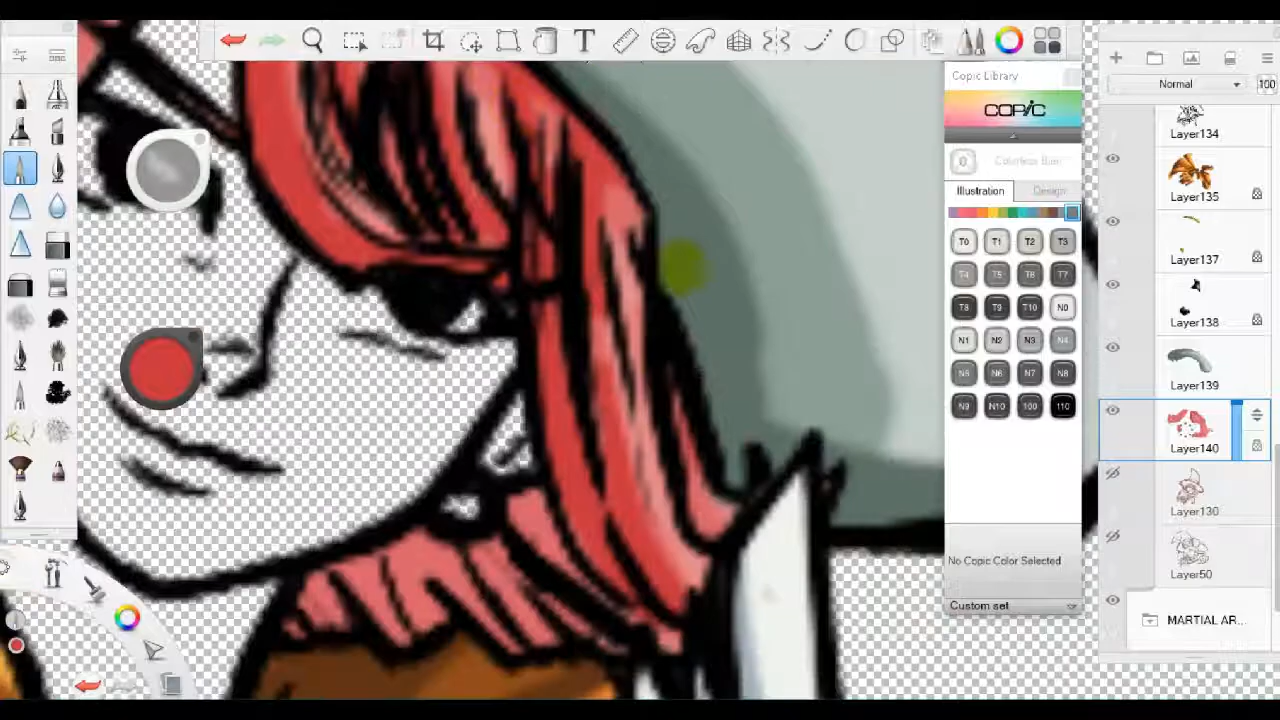 Copic Library
COPIC
0 Colorless Blen
Illustration Design
T0 T1 T2 T3
T4 T5 T6 T7
T8 T9 T10 N0
N1 N2 N3 N4
N5 N6 N7 N8
N9 N10 100 110
No Copic Color Selected
Custom set
Normal 100
Layer134
Layer135
Layer137
Layer138
Layer139
Layer140
Layer130
Layer50
MARTIAL AR...